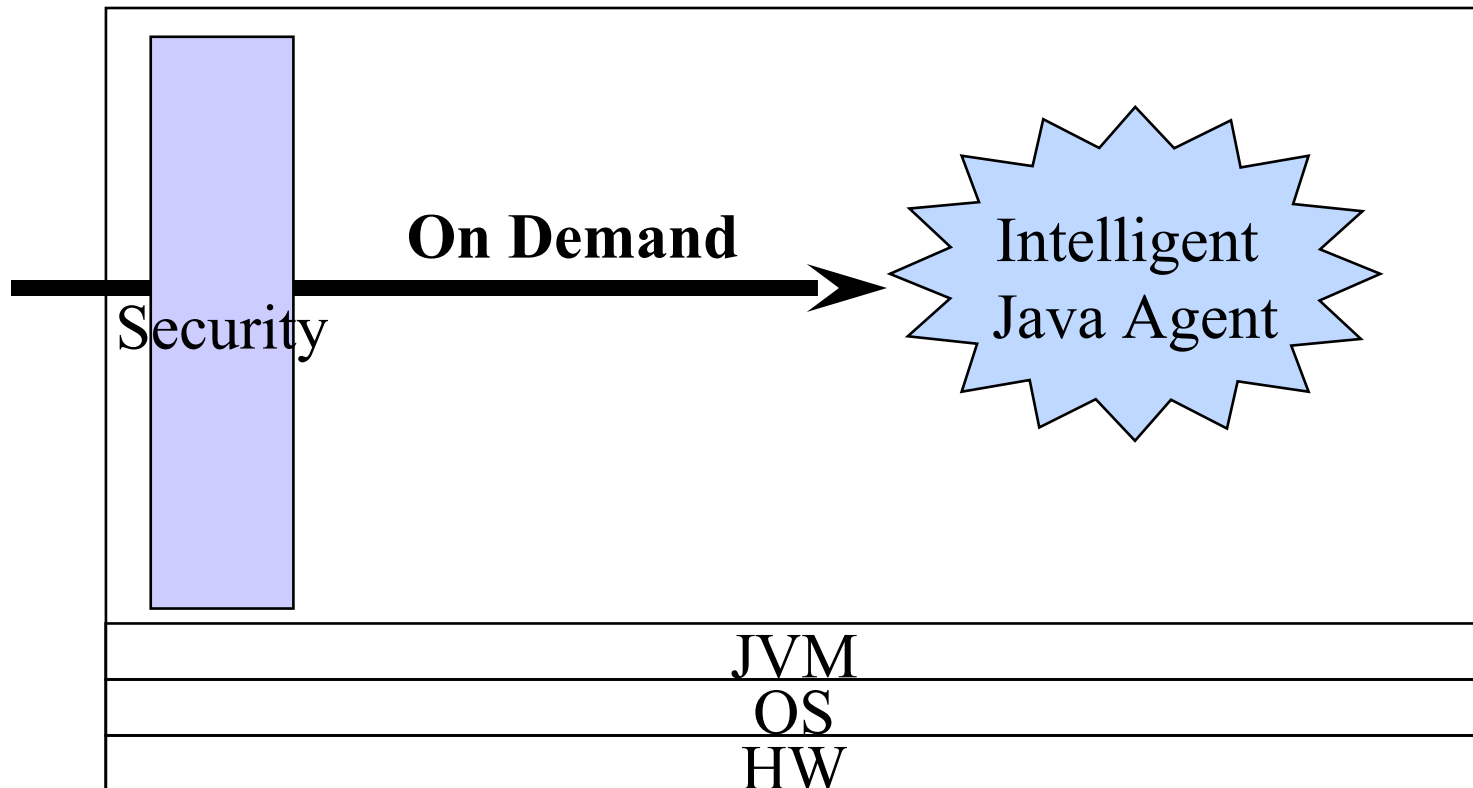 On Demand
Security
Intelligent
Java Agent
JVM
OS
HW